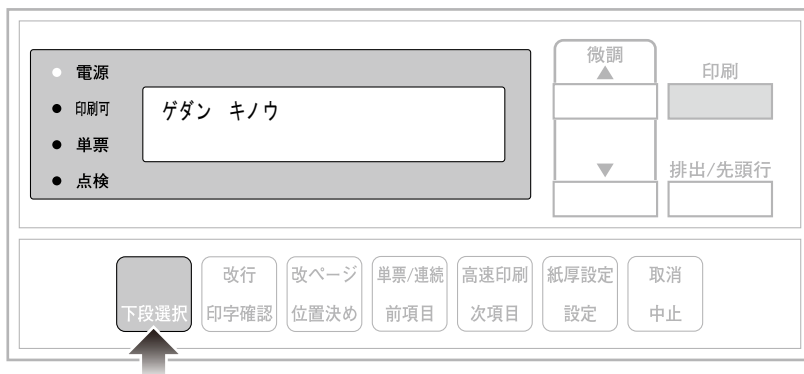 電源
印刷可
単票
点検
ゲダン キノウ
微調
▲
▼
印刷
排出/先頭行
下段選択
改行
印字確認
改ページ
位置決め
単票/連続
前項目
高速印刷
次項目
紙厚設定
設定
取消
中止